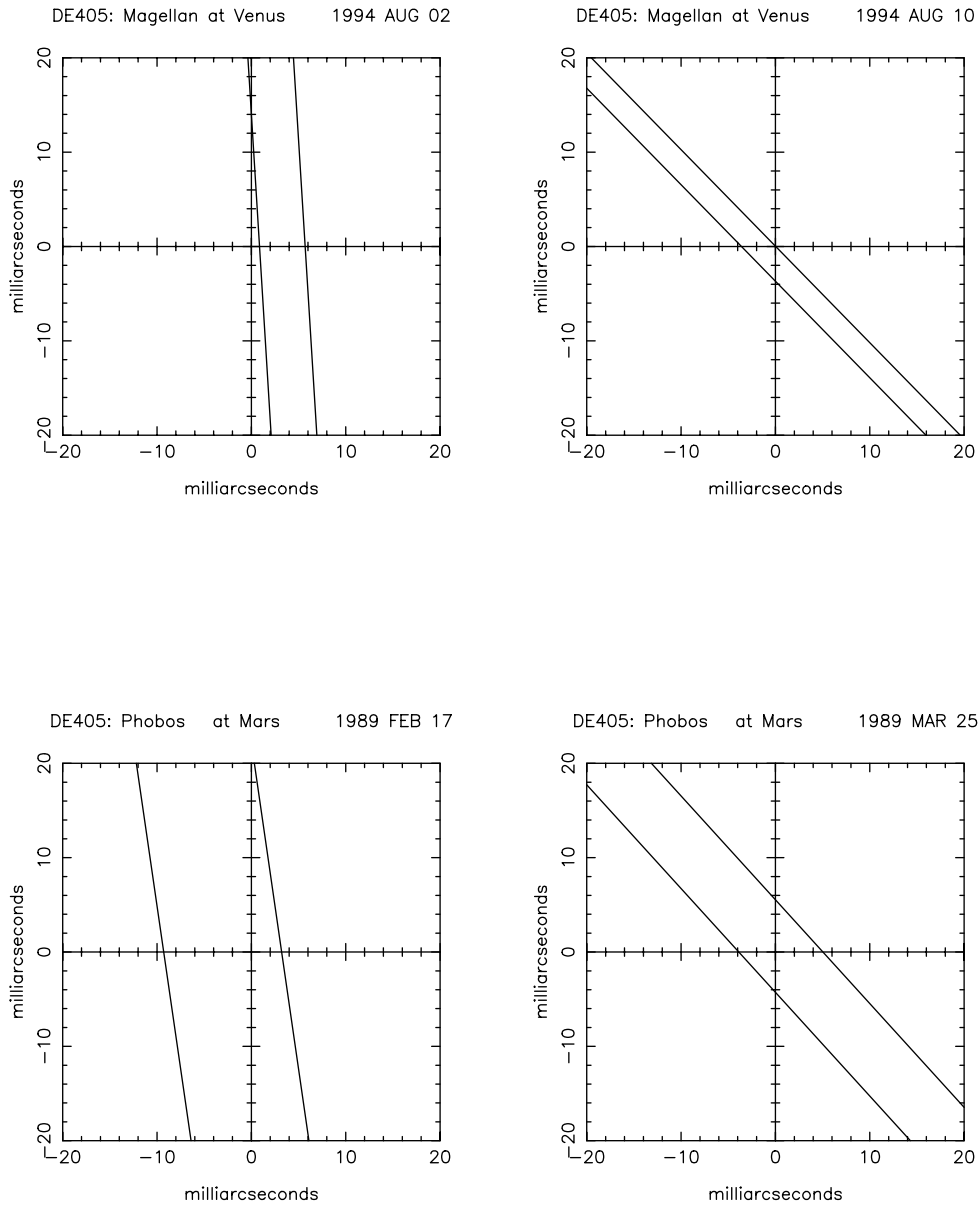 DE405: Magellan at Venus 1994 AUG 02
20
10
0
−10
−20
milliarcseconds
−20 −10 0 10 20
milliarcseconds
DE405: Magellan at Venus 1994 AUG 10
20
10
0
−10
−20
milliarcseconds
−20 −10 0 10 20
milliarcseconds
DE405: Phobos at Mars 1989 FEB 17
20
10
0
−10
−20
milliarcseconds
−20 −10 0 10 20
milliarcseconds
DE405: Phobos at Mars 1989 MAR 25
20
10
0
−10
−20
milliarcseconds
−20 −10 0 10 20
milliarcseconds